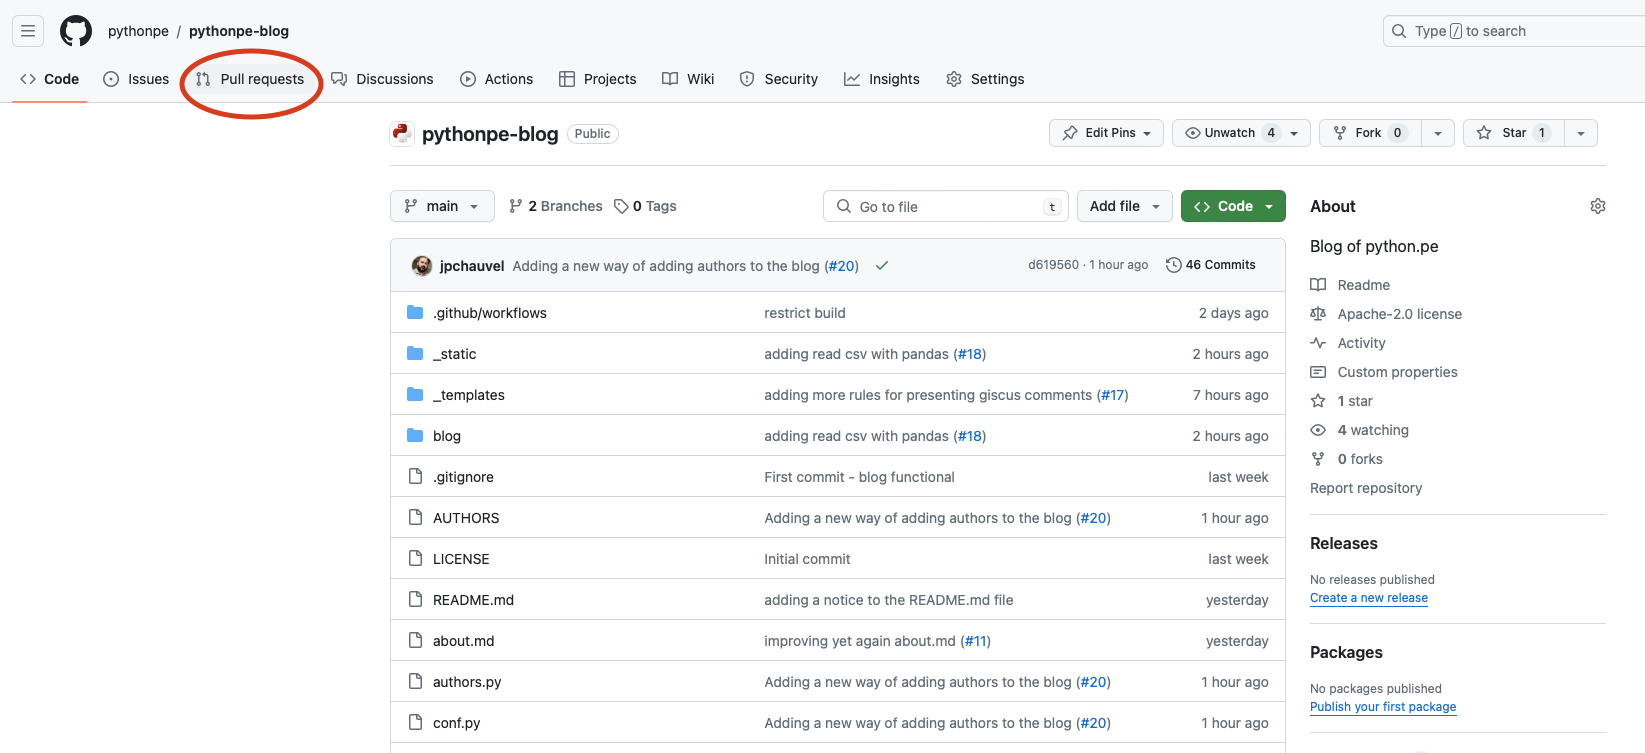 pythonpe / pythonpe-blog
Type / to search
Code Issues Pull requests Discussions Actions Projects Wiki Security Insights Settings
pythonpe-blog Public
Edit Pins Unwatch 4 Fork 0 Star 1
main 2 Branches 0 Tags Go to file t Add file Code
jpchauvel Adding a new way of adding authors to the blog (#20) d619560 · 1 hour ago 46 Commits
.github/workflows restrict build 2 days ago
_static adding read csv with pandas (#18) 2 hours ago
_templates adding more rules for presenting giscus comments (#17) 7 hours ago
blog adding read csv with pandas (#18) 2 hours ago
.gitignore First commit - blog functional last week
AUTHORS Adding a new way of adding authors to the blog (#20) 1 hour ago
LICENSE Initial commit last week
README.md adding a notice to the README.md file yesterday
about.md improving yet again about.md (#11) yesterday
authors.py Adding a new way of adding authors to the blog (#20) 1 hour ago
conf.py Adding a new way of adding authors to the blog (#20) 1 hour ago
About
Blog of python.pe
Readme
Apache-2.0 license
Activity
Custom properties
1 star
4 watching
0 forks
Report repository
Releases
No releases published
Create a new release
Packages
No packages published
Publish your first package